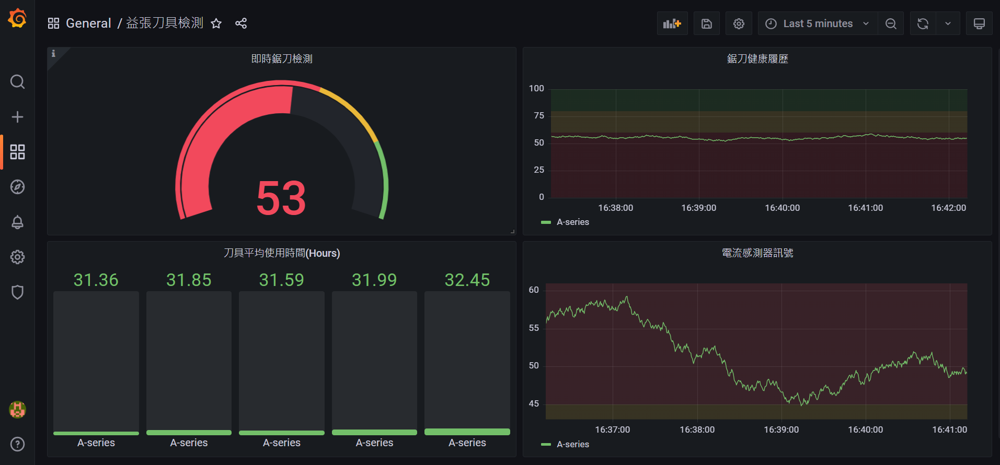 General / 益張刀具檢測
Last 5 minutes
即時鋸刀檢測
53
鋸刀健康履歷
100
75
50
25
0
16:38:00 16:39:00 16:40:00 16:41:00 16:42:00
A-series
刀具平均使用時間(Hours)
31.36 31.85 31.59 31.99 32.45
A-series A-series A-series A-series A-series
電流感測器訊號
60
55
50
45
16:37:00 16:38:00 16:39:00 16:40:00 16:41:00
A-series